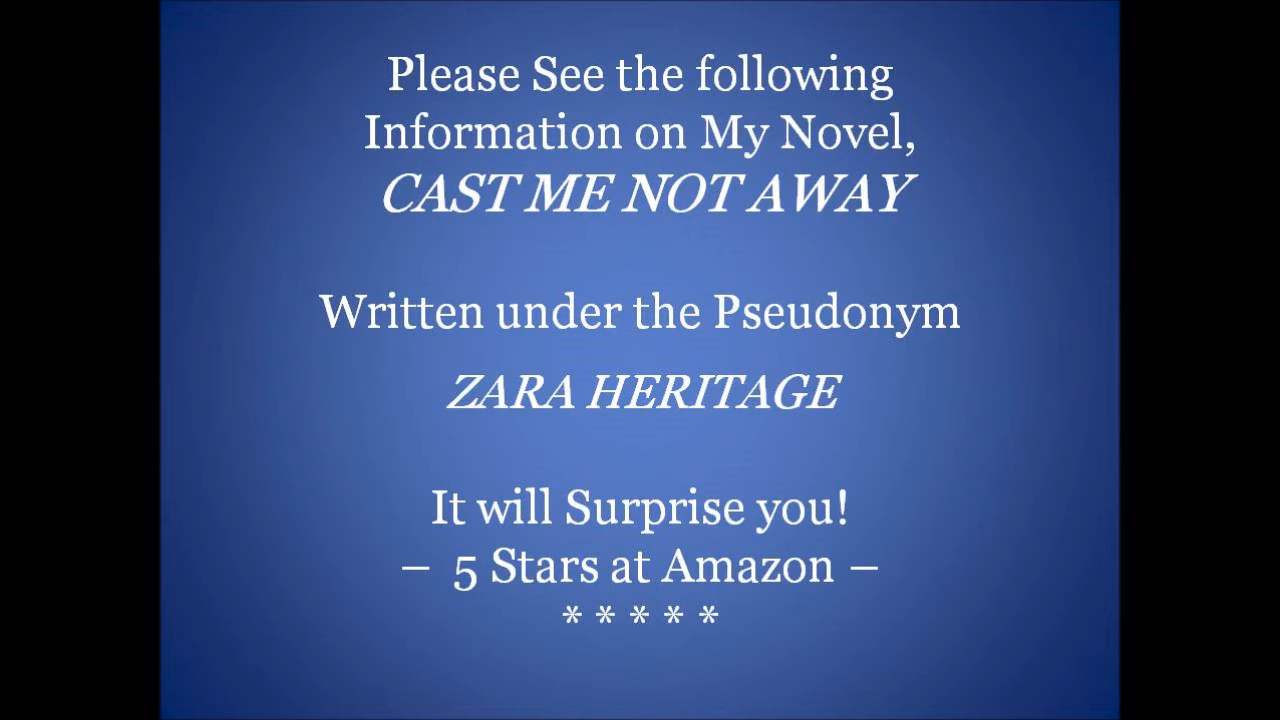 Please See the following
Information on My Novel,
CAST ME NOT AWAY
Written under the Pseudonym
ZARA HERITAGE
It will Surprise you!
– 5 Stars at Amazon –
* * * * *